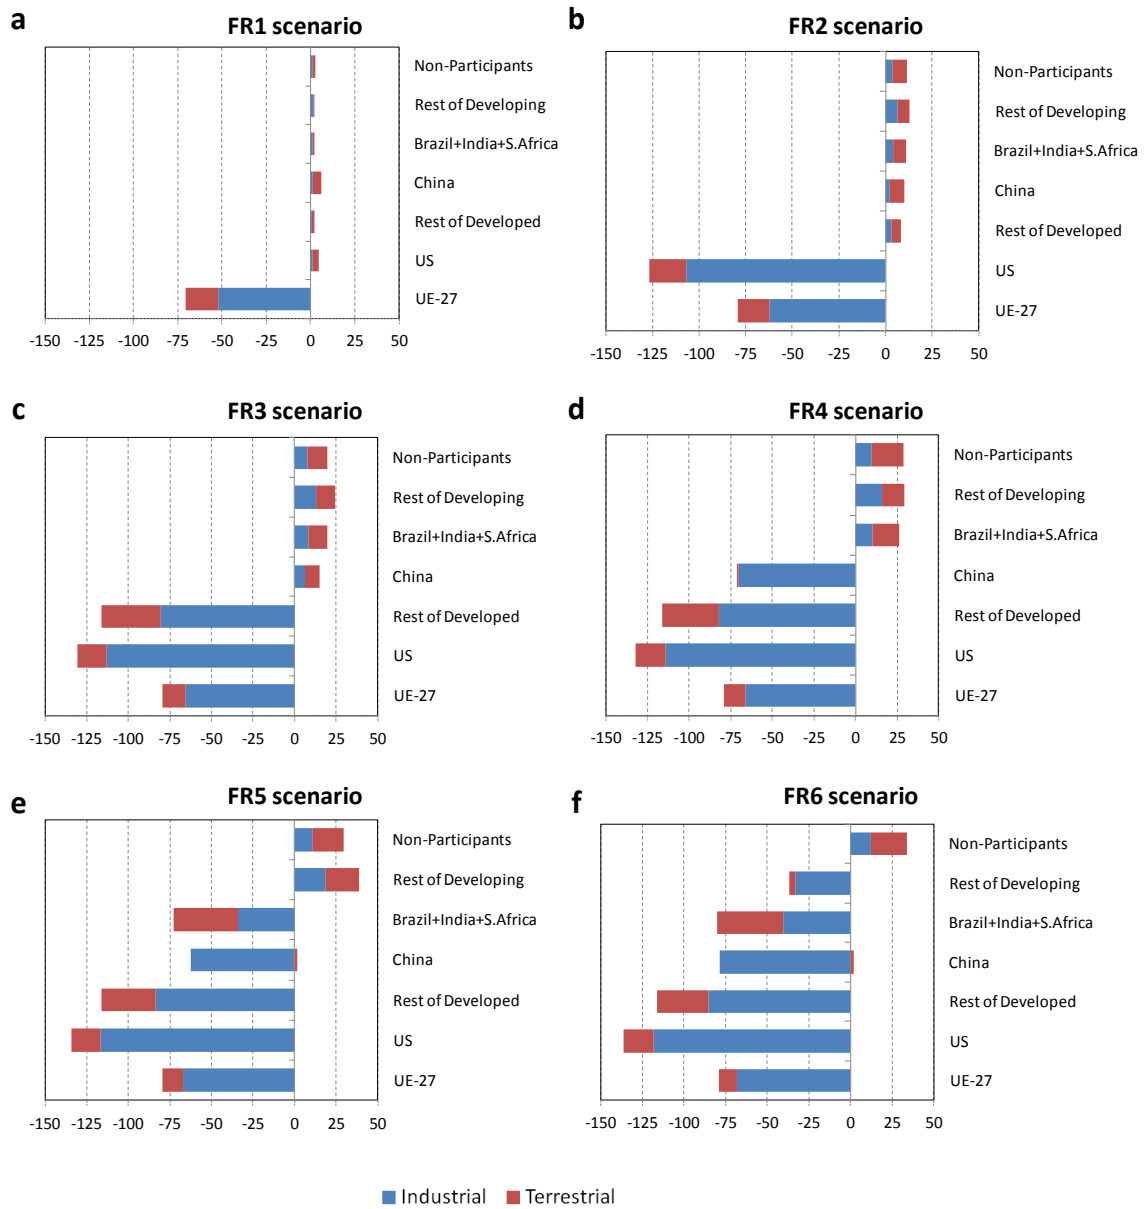 a
FR1 scenario
Non-Participants
Rest of Developing
Brazil+India+S.Africa
China
Rest of Developed
US
UE-27
-150 -125 -100 -75 -50 -25 0 25 50
b
FR2 scenario
Non-Participants
Rest of Developing
Brazil+India+S.Africa
China
Rest of Developed
US
UE-27
-150 -125 -100 -75 -50 -25 0 25 50
c
FR3 scenario
Non-Participants
Rest of Developing
Brazil+India+S.Africa
China
Rest of Developed
US
UE-27
-150 -125 -100 -75 -50 -25 0 25 50
d
FR4 scenario
Non-Participants
Rest of Developing
Brazil+India+S.Africa
China
Rest of Developed
US
UE-27
-150 -125 -100 -75 -50 -25 0 25 50
e
FR5 scenario
Non-Participants
Rest of Developing
Brazil+India+S.Africa
China
Rest of Developed
US
UE-27
-150 -125 -100 -75 -50 -25 0 25 50
f
FR6 scenario
-150 -125 -100 -75 -50 -25 0 25 50
Non-Participants
Rest of Developing
Brazil+India+S.Africa
China
Rest of Developed
US
UE-27
Industrial Terrestrial